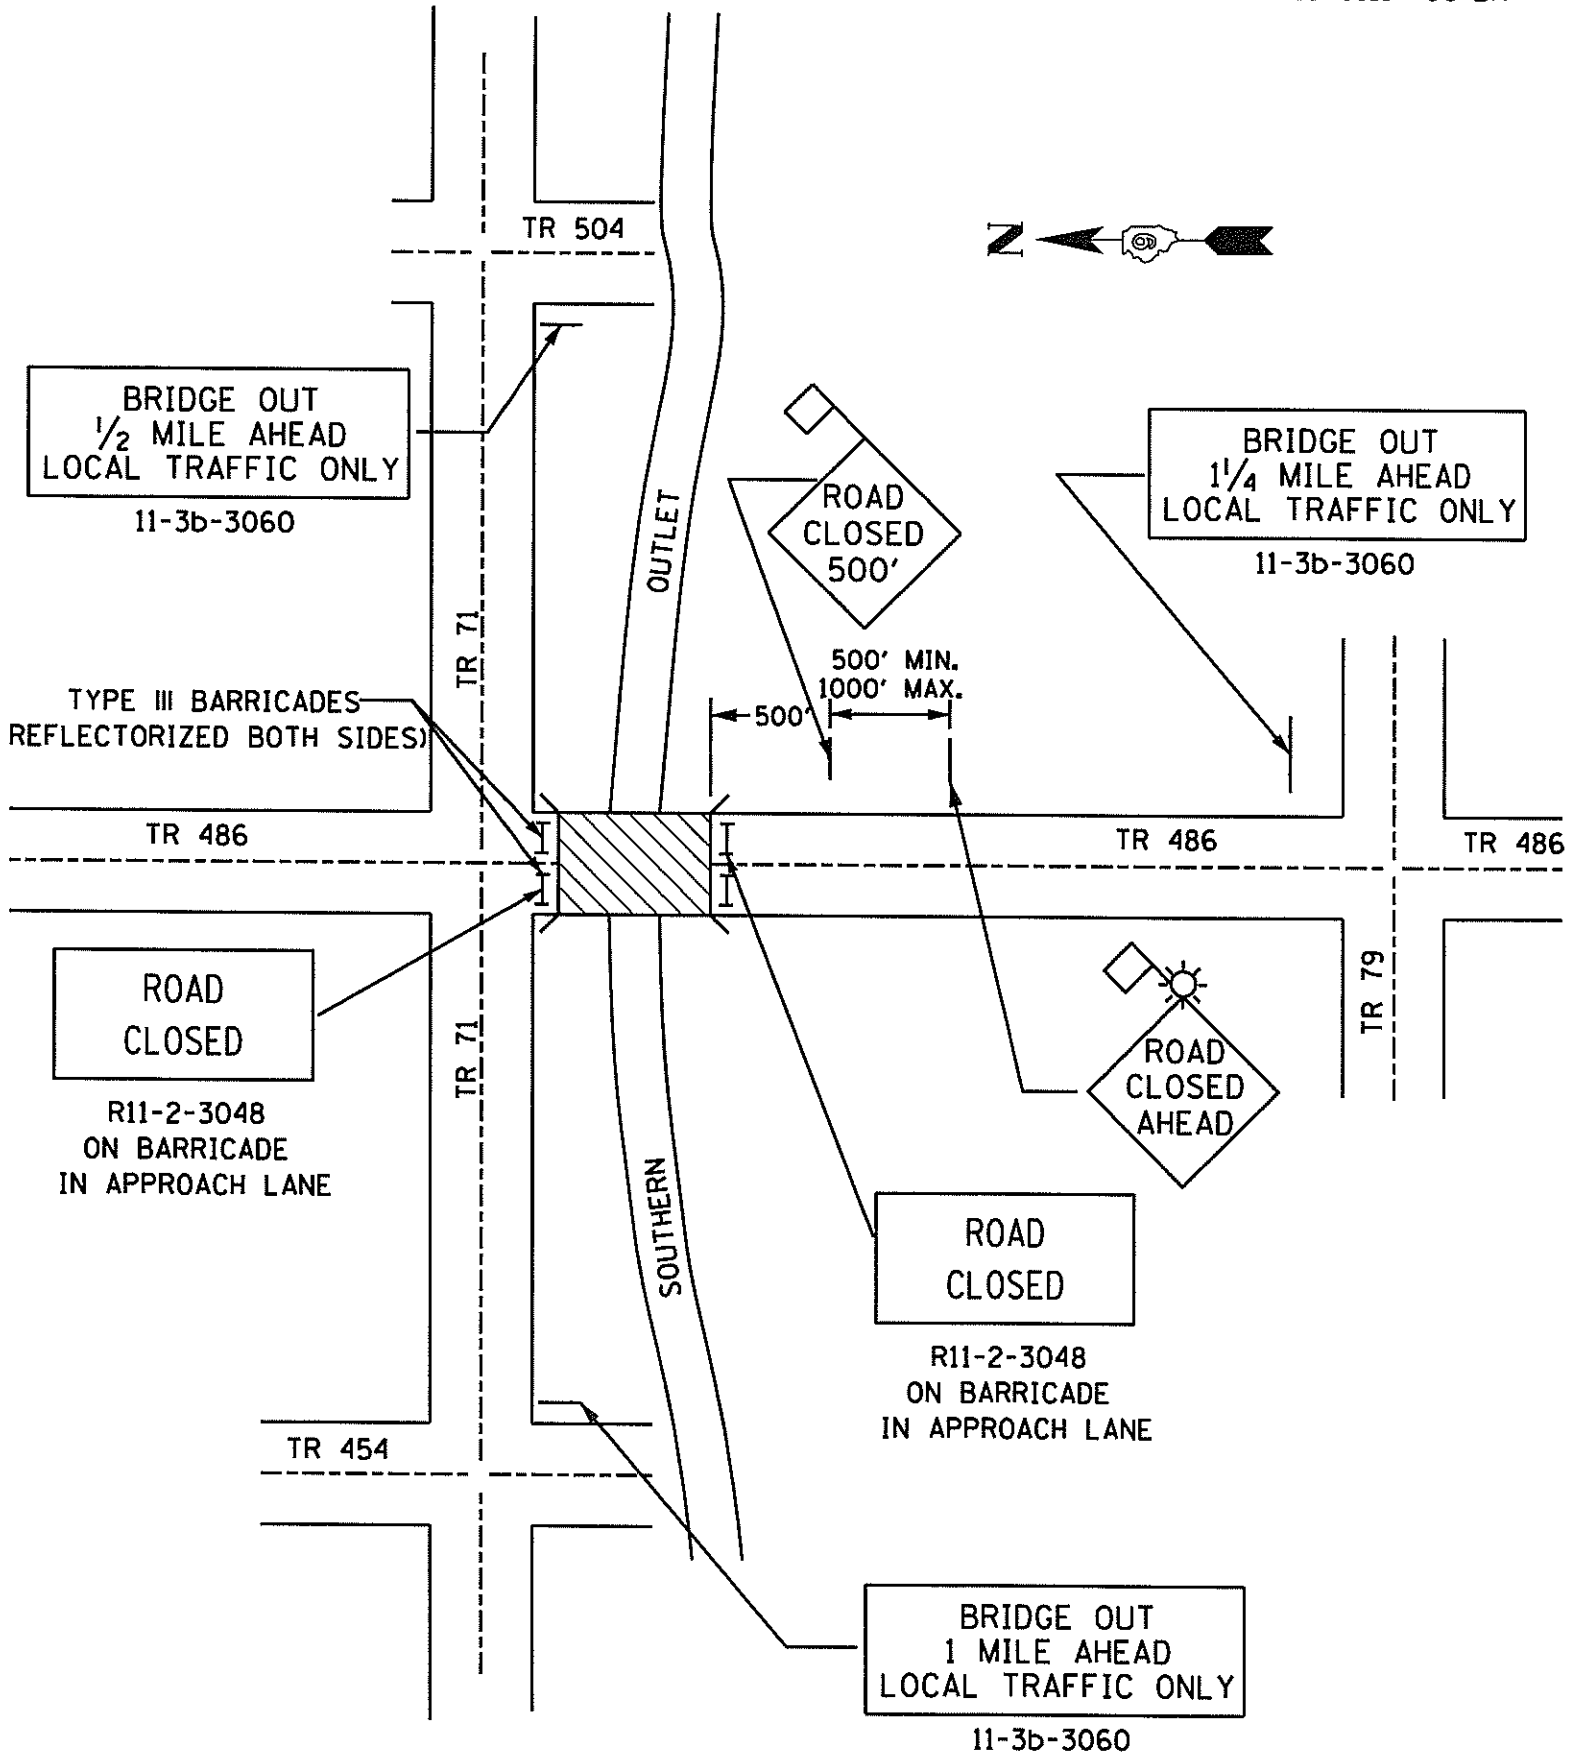 TR 504
N
BRIDGE OUT
1/2 MILE AHEAD
LOCAL TRAFFIC ONLY
11-3b-3060
ROAD
CLOSED
500'
BRIDGE OUT
1 1/4 MILE AHEAD
LOCAL TRAFFIC ONLY
11-3b-3060
OUTLET
TR 71
500' MIN.
1000' MAX.
500'
TYPE III BARRICADES
(REFLECTORIZED BOTH SIDES)
TR 486
TR 486
TR 486
ROAD
CLOSED
R11-2-3048
ON BARRICADE
IN APPROACH LANE
TR 71
TR 79
ROAD
CLOSED
AHEAD
SOUTHERN
ROAD
CLOSED
R11-2-3048
ON BARRICADE
IN APPROACH LANE
TR 454
BRIDGE OUT
1 MILE AHEAD
LOCAL TRAFFIC ONLY
11-3b-3060